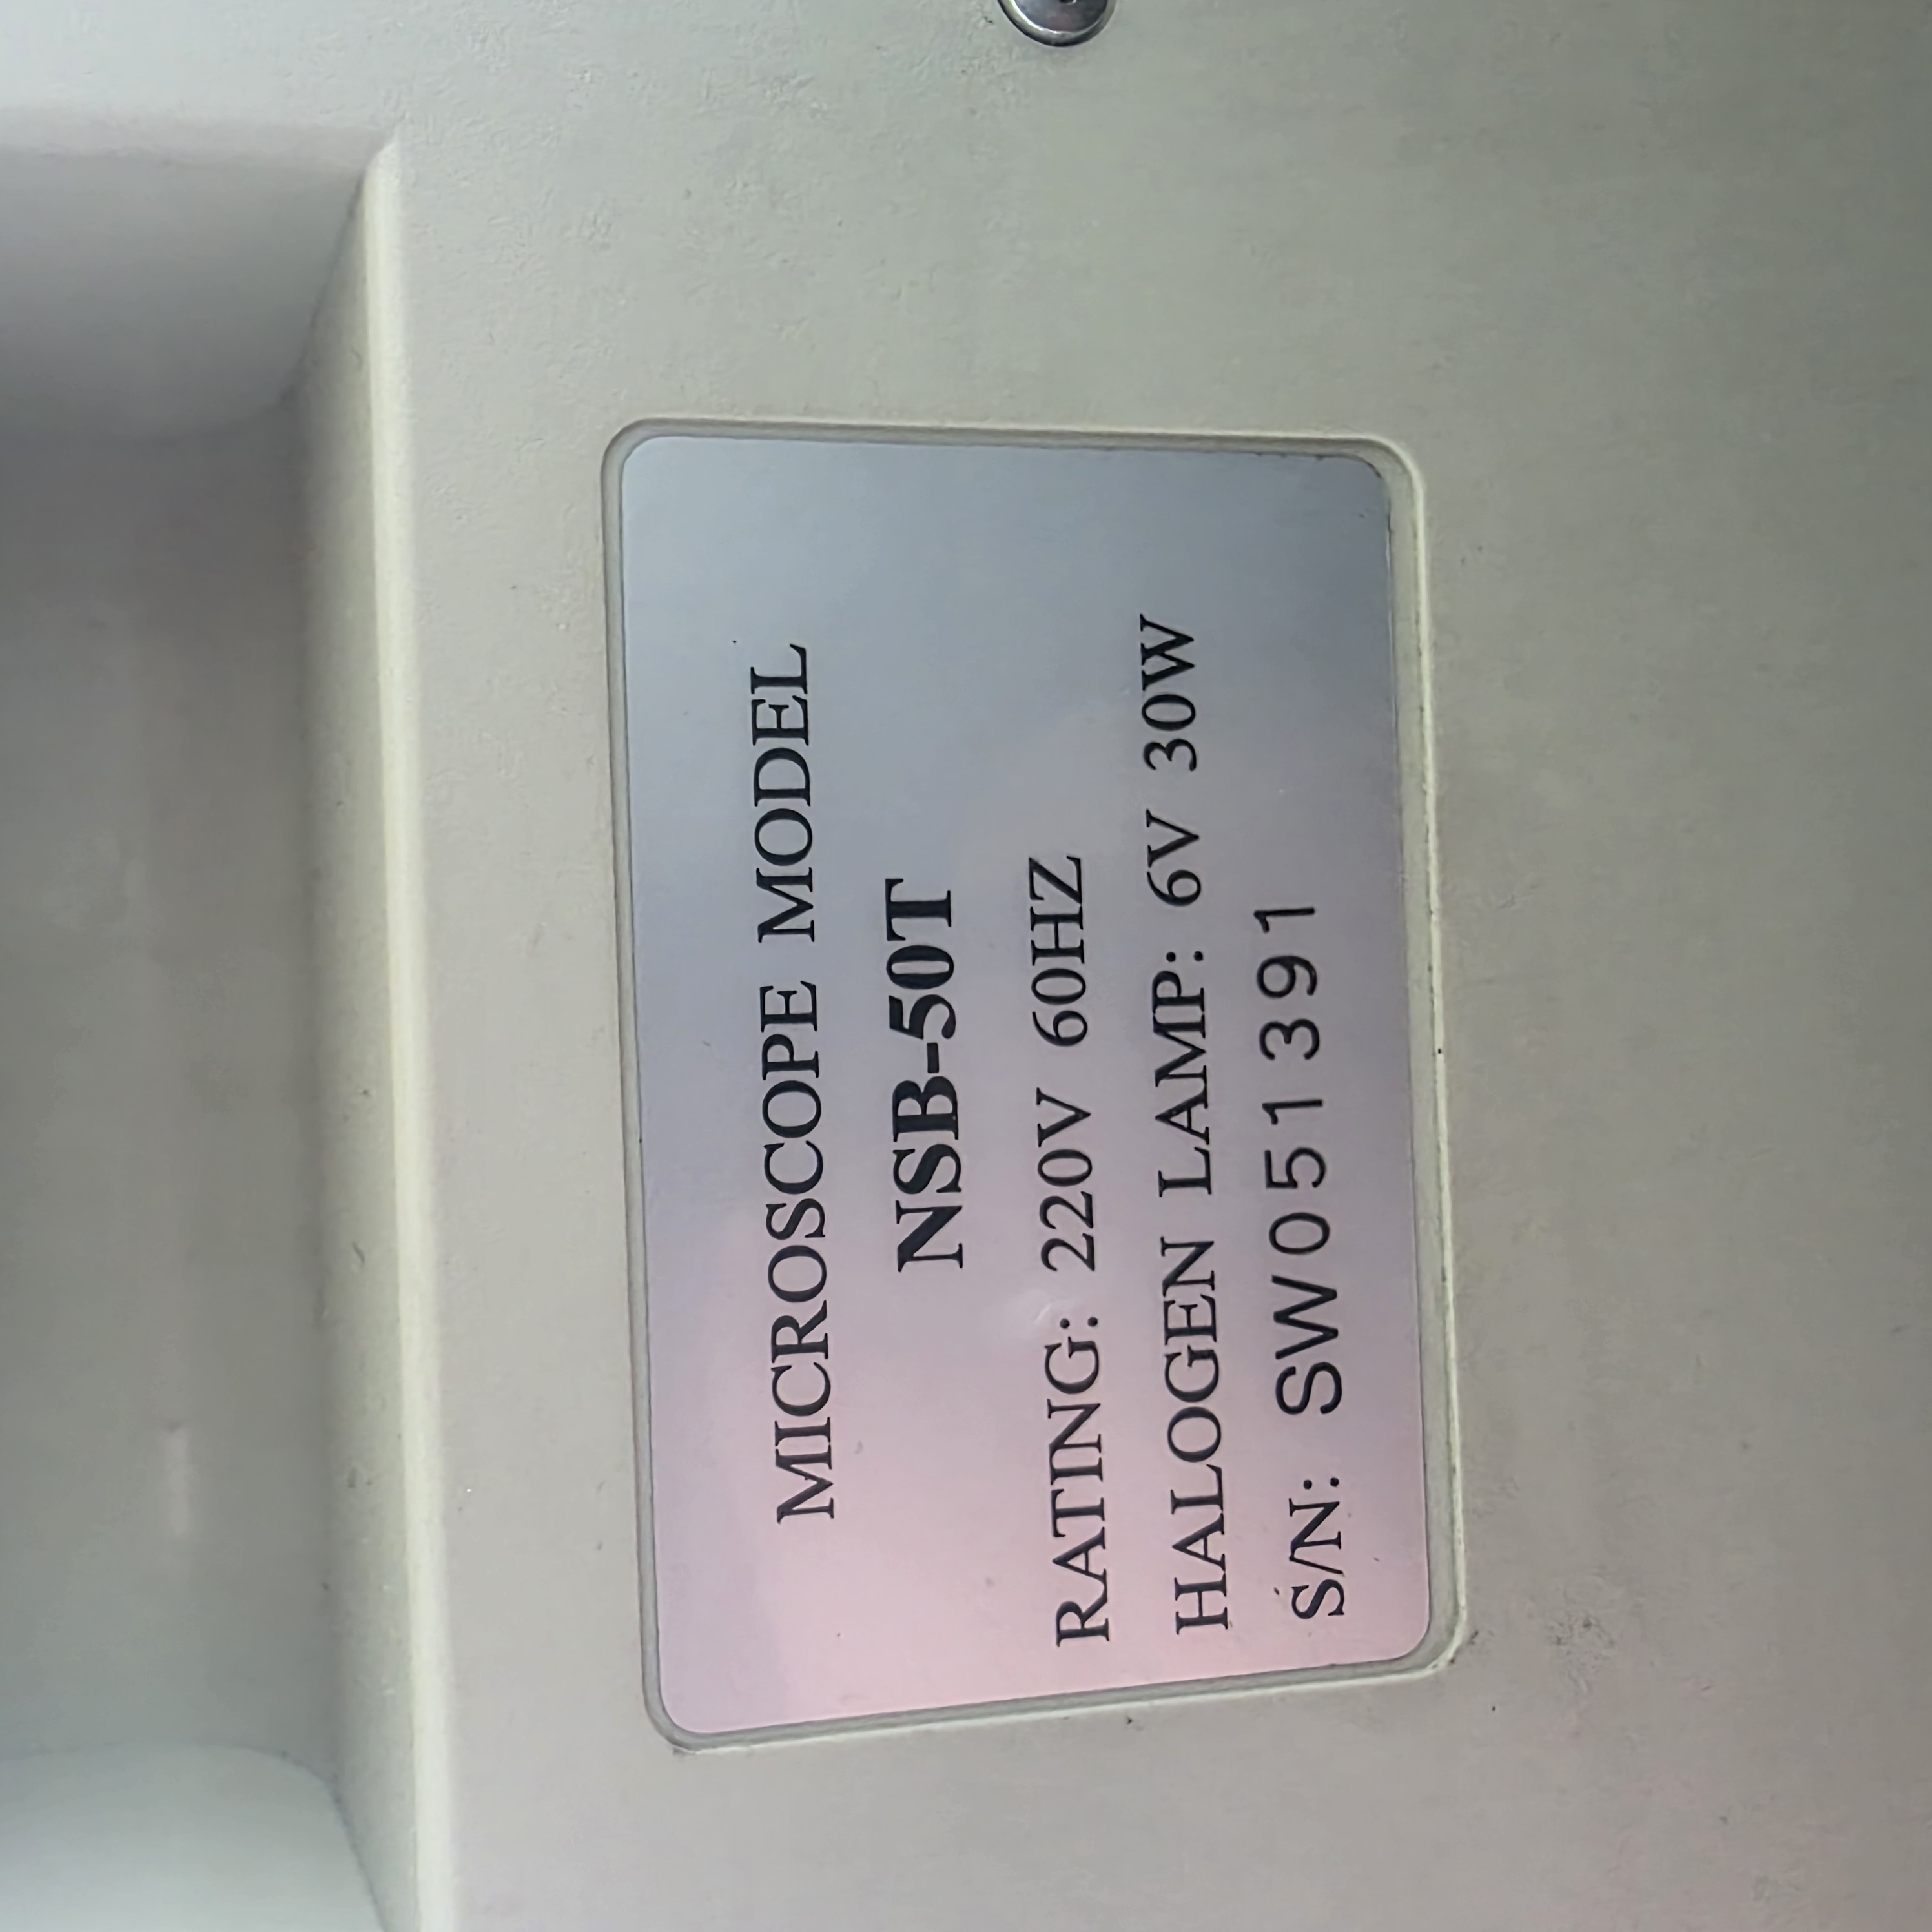 MICROSCOPE MODEL
NSB-50T
RATING: 220V 60HZ
HALOGEN LAMP: 6V 30W
S/N: SW051391